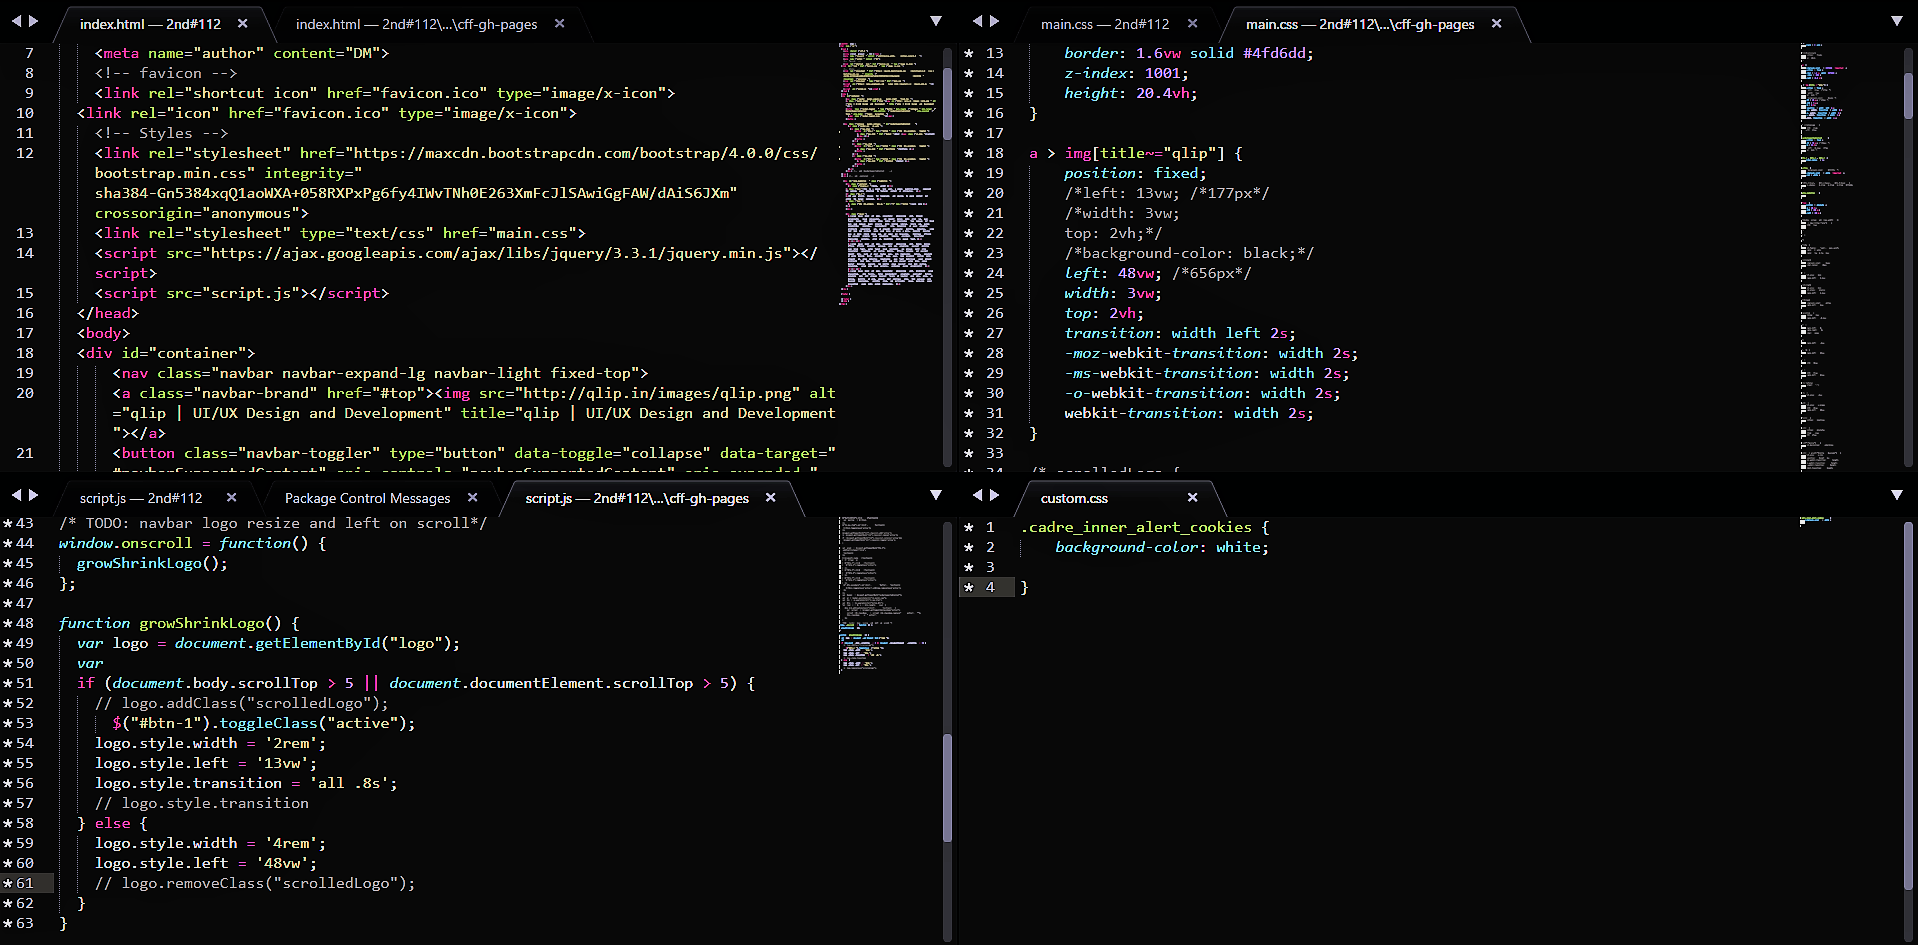 index.html — 2nd#112 ×
index.html — 2nd#112\...\cff-gh-pages ×
7 <meta name="author" content="DM">
8 <!-- favicon -->
9 <link rel="shortcut icon" href="favicon.ico" type="image/x-icon">
10 <link rel="icon" href="favicon.ico" type="image/x-icon">
11 <!-- Styles -->
12 <link rel="stylesheet" href="https://maxcdn.bootstrapcdn.com/bootstrap/4.0.0/css/
bootstrap.min.css" integrity="
sha384-Gn5384xqQ1aoWXA+058RXPxPg6fy4IWvTNh0E263XmFcJlSAwiGgFAW/dAiS6JXm"
crossorigin="anonymous">
13 <link rel="stylesheet" type="text/css" href="main.css">
14 <script src="https://ajax.googleapis.com/ajax/libs/jquery/3.3.1/jquery.min.js"></
script>
15 <script src="script.js"></script>
16 </head>
17 <body>
18 <div id="container">
19 <nav class="navbar navbar-expand-lg navbar-light fixed-top">
20 <a class="navbar-brand" href="#top"><img src="http://qlip.in/images/qlip.png" alt
="qlip | UI/UX Design and Development" title="qlip | UI/UX Design and Development
"></a>
21 <button class="navbar-toggler" type="button" data-toggle="collapse" data-target="
main.css — 2nd#112 ×
main.css — 2nd#112\...\cff-gh-pages ×
* 13 border: 1.6vw solid #4fd6dd;
* 14 z-index: 1001;
* 15 height: 20.4vh;
* 16 }
* 17
* 18 a > img[title~="qlip"] {
* 19 position: fixed;
* 20 /*left: 13vw; /*177px*/
* 21 /*width: 3vw;
* 22 top: 2vh;*/
* 23 /*background-color: black;*/
* 24 left: 48vw; /*656px*/
* 25 width: 3vw;
* 26 top: 2vh;
* 27 transition: width left 2s;
* 28 -moz-webkit-transition: width 2s;
* 29 -ms-webkit-transition: width 2s;
* 30 -o-webkit-transition: width 2s;
* 31 webkit-transition: width 2s;
* 32 }
* 33
script.js — 2nd#112 ×
Package Control Messages ×
script.js — 2nd#112\...\cff-gh-pages ×
*43 /* TODO: navbar logo resize and left on scroll*/
*44 window.onscroll = function() {
*45 growShrinkLogo();
*46 };
*47
*48 function growShrinkLogo() {
*49 var logo = document.getElementById("logo");
*50 var
*51 if (document.body.scrollTop > 5 || document.documentElement.scrollTop > 5) {
*52 // logo.addClass("scrolledLogo");
*53 $("#btn-1").toggleClass("active");
*54 logo.style.width = '2rem';
*55 logo.style.left = '13vw';
*56 logo.style.transition = 'all .8s';
*57 // logo.style.transition
*58 } else {
*59 logo.style.width = '4rem';
*60 logo.style.left = '48vw';
*61 // logo.removeClass("scrolledLogo");
*62 }
*63 }
custom.css ×
* 1 .cadre_inner_alert_cookies {
* 2 background-color: white;
* 3
* 4 }